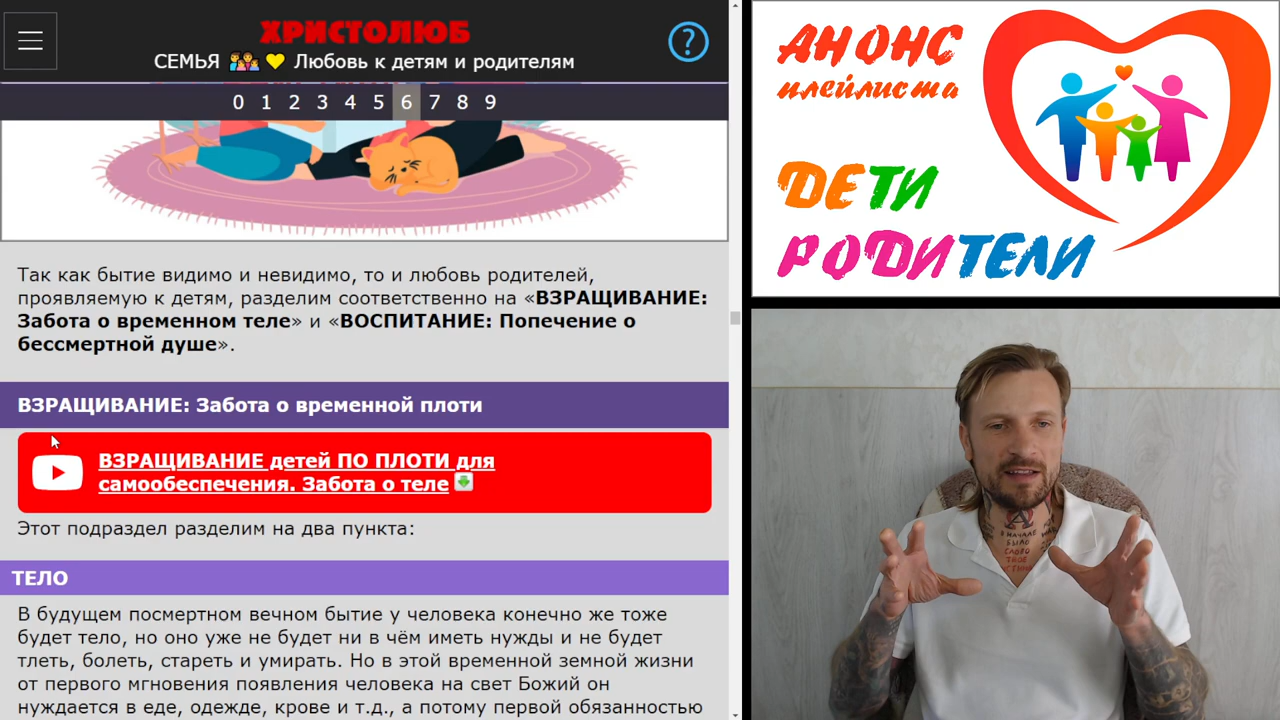 ХРИСТОЛЮБ
СЕМЬЯ 👨‍👩‍👧‍👦 💛 Любовь к детям и родителям
?
0 1 2 3 4 5 6 7 8 9
Так как бытие видимо и невидимо, то и любовь родителей,
проявляемую к детям, разделим соответственно на «ВЗРАЩИВАНИЕ:
Забота о временном теле» и «ВОСПИТАНИЕ: Попечение о
бессмертной душе».
ВЗРАЩИВАНИЕ: Забота о временной плоти
ВЗРАЩИВАНИЕ детей ПО ПЛОТИ для
самообеспечения. Забота о теле
Этот подраздел разделим на два пункта:
ТЕЛО
В будущем посмертном вечном бытие у человека конечно же тоже
будет тело, но оно уже не будет ни в чём иметь нужды и не будет
тлеть, болеть, стареть и умирать. Но в этой временной земной жизни
от первого мгновения появления человека на свет Божий он
нуждается в еде, одежде, крове и т.д., а потому первой обязанностью
АНОНС
плейлиста
ДЕТИ
РОДИТЕЛИ
В НАЧАЛЕ
БЫЛО
СЛОВО
ТВОЕ